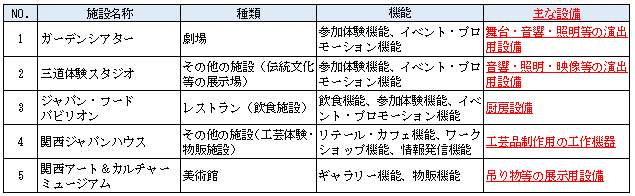 NO. 施設名称 種類 機能 主な設備
1 ガーデンシアター 劇場 参加体験機能、イベント・プロモーション機能 舞台・音響・照明等の演出用設備
2 三道体験スタジオ その他の施設（伝統文化等の展示場） 参加体験機能、イベント・プロモーション機能 音響・照明・映像等の演出用設備
3 ジャパン・フードパビリオン レストラン（飲食施設） 飲食機能、参加体験機能、イベント・プロモーション機能 厨房設備
4 関西ジャパンハウス その他の施設（工芸体験・物販施設） リテール・カフェ機能、ワークショップ機能、情報発信機能 工芸品制作用の工作機器
5 関西アート＆カルチャーミュージアム 美術館 ギャラリー機能、物販機能 吊り物等の展示用設備